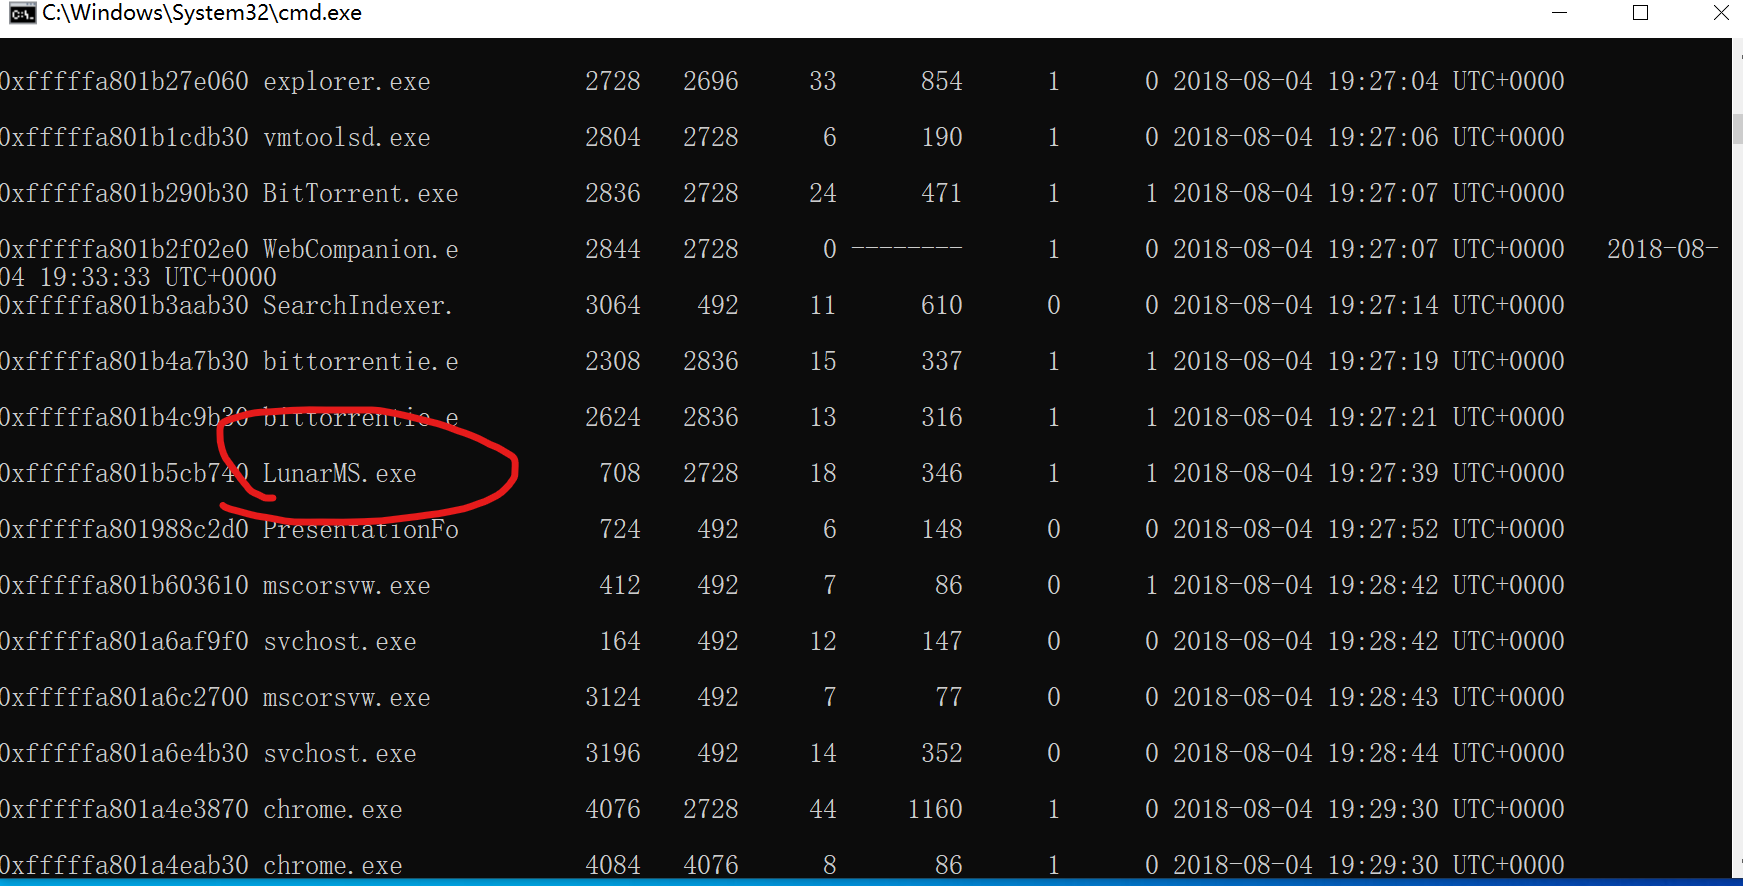 C:\Windows\System32\cmd.exe
0xfffffa801b27e060 explorer.exe 2728 2696 33 854 1 0 2018-08-04 19:27:04 UTC+0000
0xfffffa801b1cdb30 vmtoolsd.exe 2804 2728 6 190 1 0 2018-08-04 19:27:06 UTC+0000
0xfffffa801b290b30 BitTorrent.exe 2836 2728 24 471 1 1 2018-08-04 19:27:07 UTC+0000
0xfffffa801b2f02e0 WebCompanion.e 2844 2728 0 -------- 1 0 2018-08-04 19:27:07 UTC+0000 2018-08-
04 19:33:33 UTC+0000
0xfffffa801b3aab30 SearchIndexer. 3064 492 11 610 0 0 2018-08-04 19:27:14 UTC+0000
0xfffffa801b4a7b30 bittorrentie.e 2308 2836 15 337 1 1 2018-08-04 19:27:19 UTC+0000
0xfffffa801b4c9b30 bittorrentie.e 2624 2836 13 316 1 1 2018-08-04 19:27:21 UTC+0000
0xfffffa801b5cb740 LunarMS.exe 708 2728 18 346 1 1 2018-08-04 19:27:39 UTC+0000
0xfffffa801988c2d0 PresentationFo 724 492 6 148 0 0 2018-08-04 19:27:52 UTC+0000
0xfffffa801b603610 mscorsvw.exe 412 492 7 86 0 1 2018-08-04 19:28:42 UTC+0000
0xfffffa801a6af9f0 svchost.exe 164 492 12 147 0 0 2018-08-04 19:28:42 UTC+0000
0xfffffa801a6c2700 mscorsvw.exe 3124 492 7 77 0 0 2018-08-04 19:28:43 UTC+0000
0xfffffa801a6e4b30 svchost.exe 3196 492 14 352 0 0 2018-08-04 19:28:44 UTC+0000
0xfffffa801a4e3870 chrome.exe 4076 2728 44 1160 1 0 2018-08-04 19:29:30 UTC+0000
0xfffffa801a4eab30 chrome.exe 4084 4076 8 86 1 0 2018-08-04 19:29:30 UTC+0000